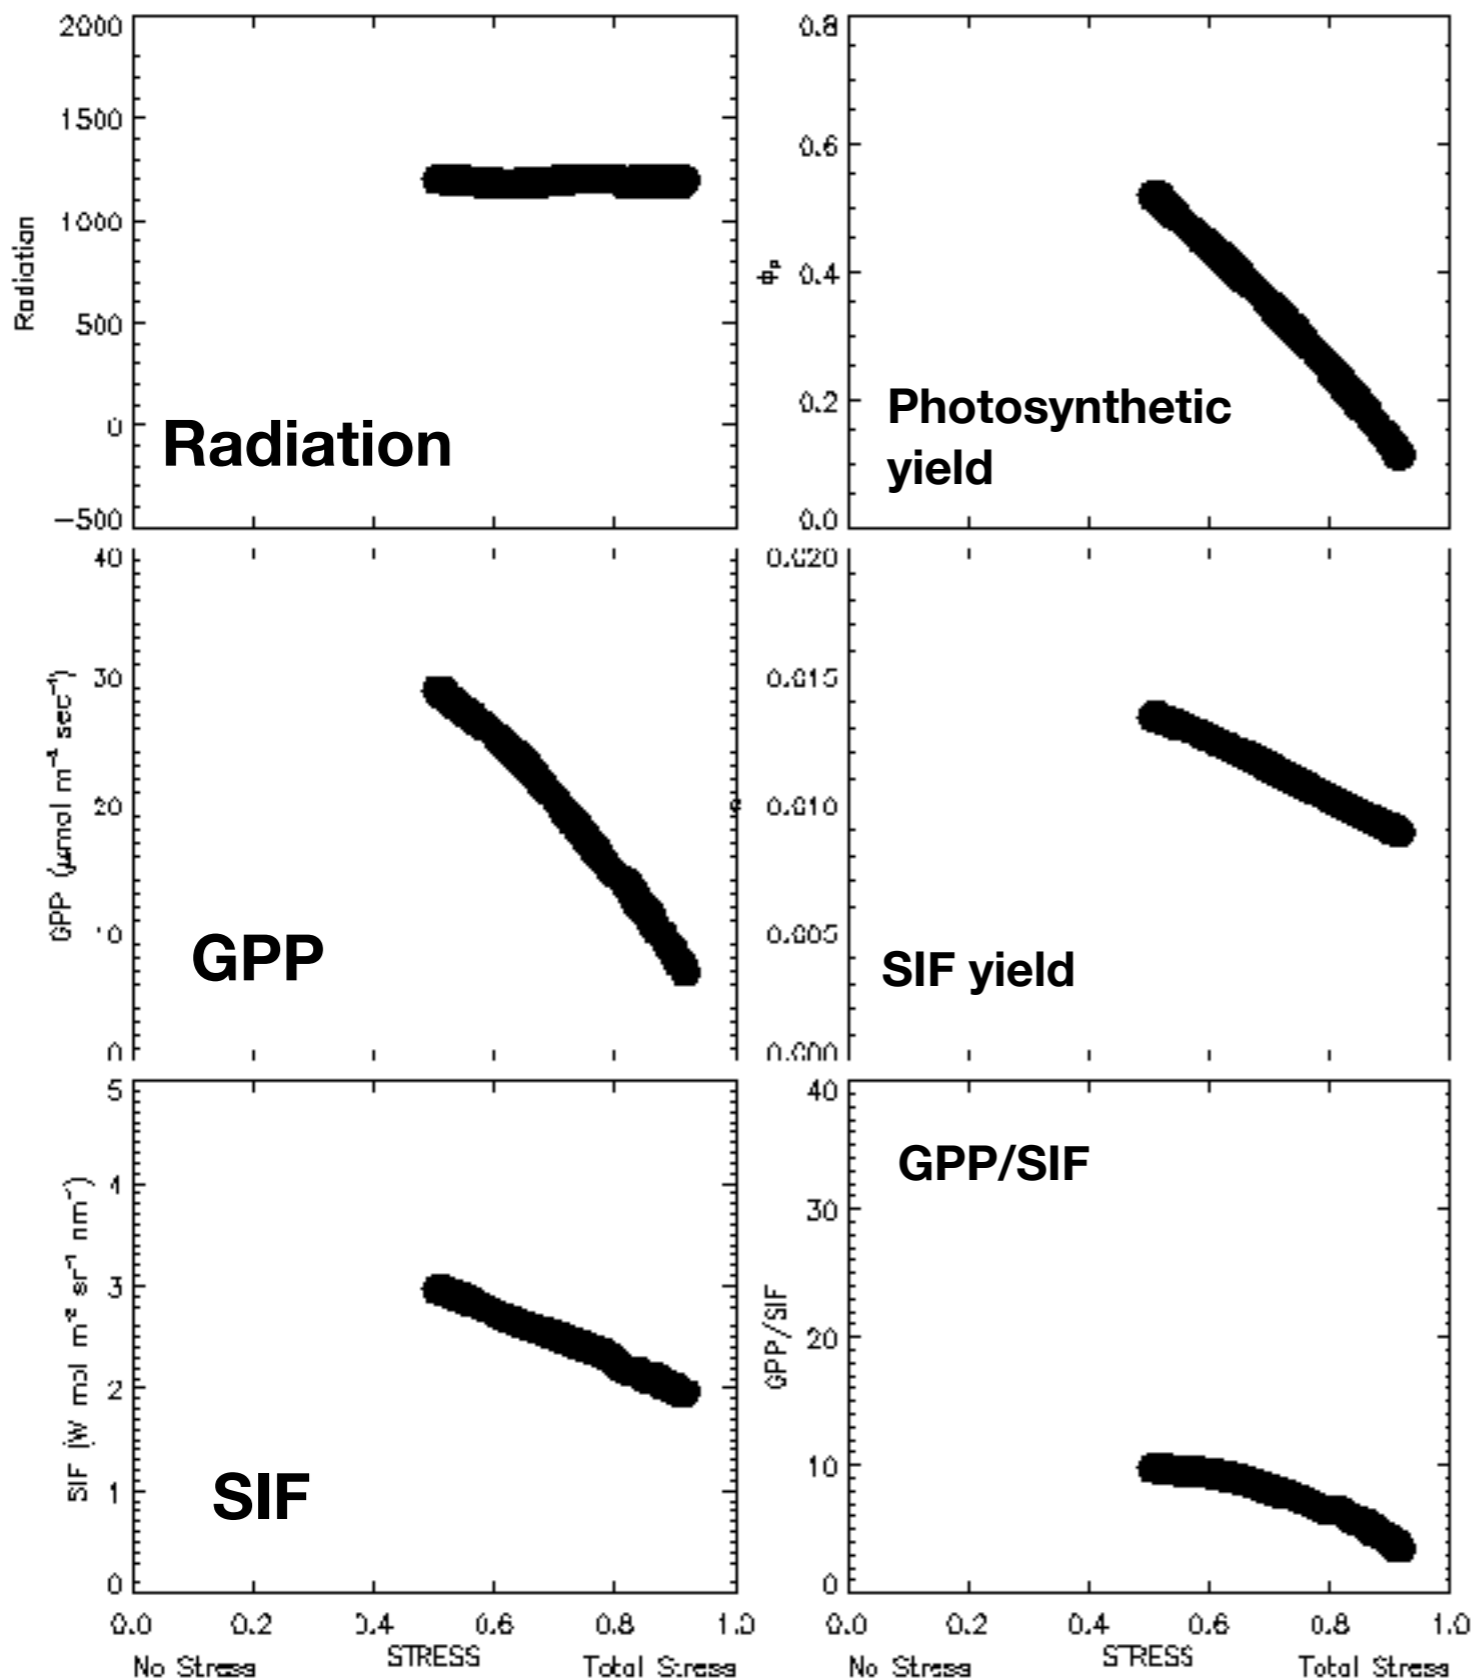 2000
1500
1000
500
0
−500
Radiation
Radiation
0.8
0.6
0.4
0.2
0.0
Φp
Photosynthetic
yield
40
30
20
10
0
GPP (μmol m⁻² sec⁻¹)
GPP
0.020
0.015
0.010
0.005
0.000
SIF yield
5
4
3
2
1
0
SIF (W mol m⁻² sr⁻¹ nm⁻¹)
SIF
0.0 0.2 0.4 0.6 0.8 1.0
No Stress STRESS Total Stress
40
30
20
10
0
GPP/SIF
GPP/SIF
0.0 0.2 0.4 0.6 0.8 1.0
No Stress STRESS Total Stress